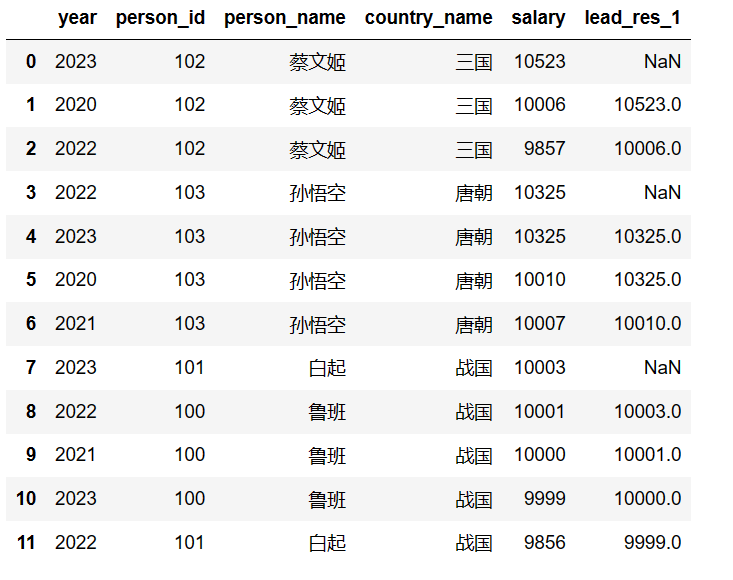 year person_id person_name country_name salary lead_res_1
0 2023 102 蔡文姬 三国 10523 NaN
1 2020 102 蔡文姬 三国 10006 10523.0
2 2022 102 蔡文姬 三国 9857 10006.0
3 2022 103 孙悟空 唐朝 10325 NaN
4 2023 103 孙悟空 唐朝 10325 10325.0
5 2020 103 孙悟空 唐朝 10010 10325.0
6 2021 103 孙悟空 唐朝 10007 10010.0
7 2023 101 白起 战国 10003 NaN
8 2022 100 鲁班 战国 10001 10003.0
9 2021 100 鲁班 战国 10000 10001.0
10 2023 100 鲁班 战国 9999 10000.0
11 2022 101 白起 战国 9856 9999.0